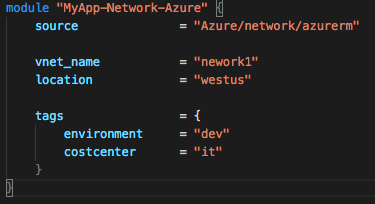 module "MyApp-Network-Azure" {
source = "Azure/network/azurerm"
vnet_name = "nework1"
location = "westus"
tags = {
environment = "dev"
costcenter = "it"
}
}